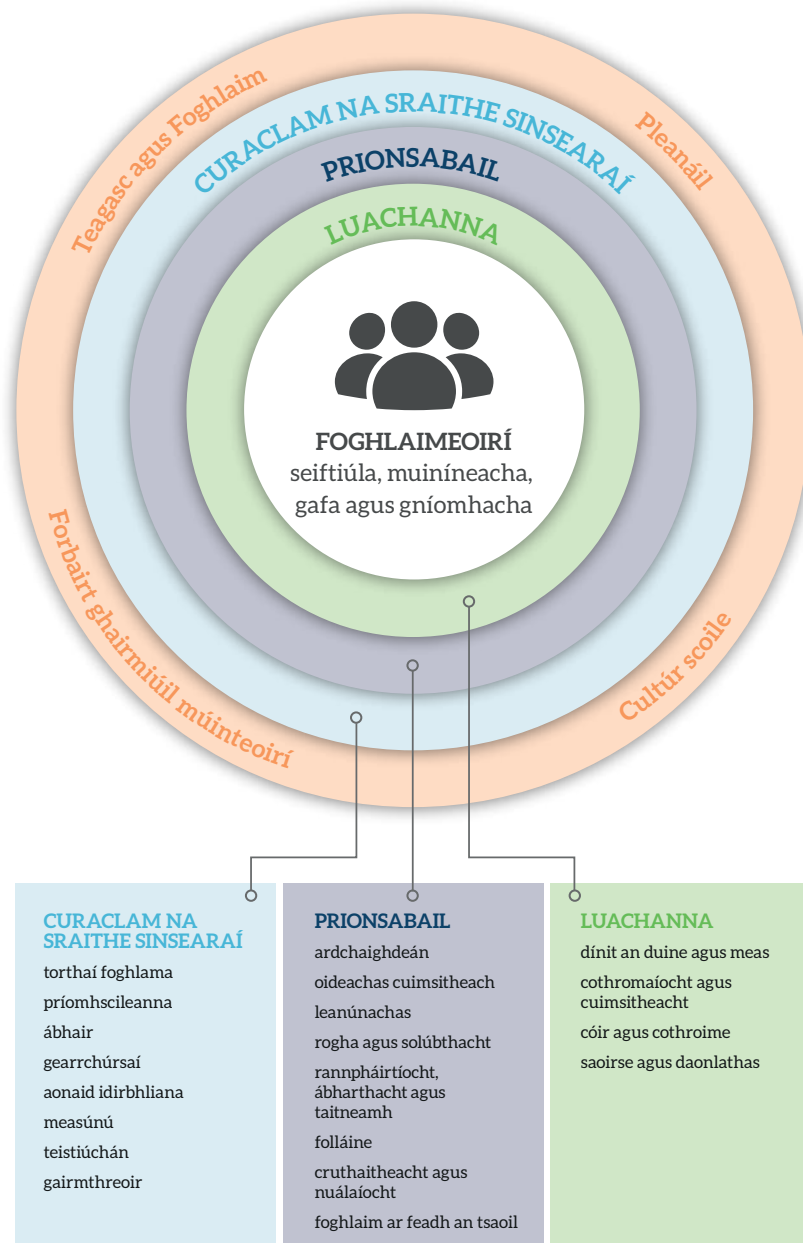 Teagasc agus Foghlaim
Pleanáil
CURACLAM NA SRAITHE SINSEARAÍ
PRIONSABAIL
LUACHANNA
FOGHLAIMEOIRÍ
seiftiúla, muiníneacha,
gafa agus gníomhacha
Forbairt ghairmiúil múinteoirí
Cultúr scoile
CURACLAM NA
SRAITHE SINSEARAÍ
torthaí foghlama
príomhscileanna
ábhair
gearrchúrsaí
aonaid idirbhliana
measúnú
teistiúchán
gairmthreoir
PRIONSABAIL
ardchaighdeán
oideachas cuimsitheach
leanúnachas
rogha agus solúbthacht
rannpháirtíocht,
ábharthacht agus
taitneamh
folláine
cruthaitheacht agus
nuálaíocht
foghlaim ar feadh an tsaoil
LUACHANNA
dínit an duine agus meas
cothromaíocht agus
cuimsitheacht
cóir agus cothroime
saoirse agus daonlathas